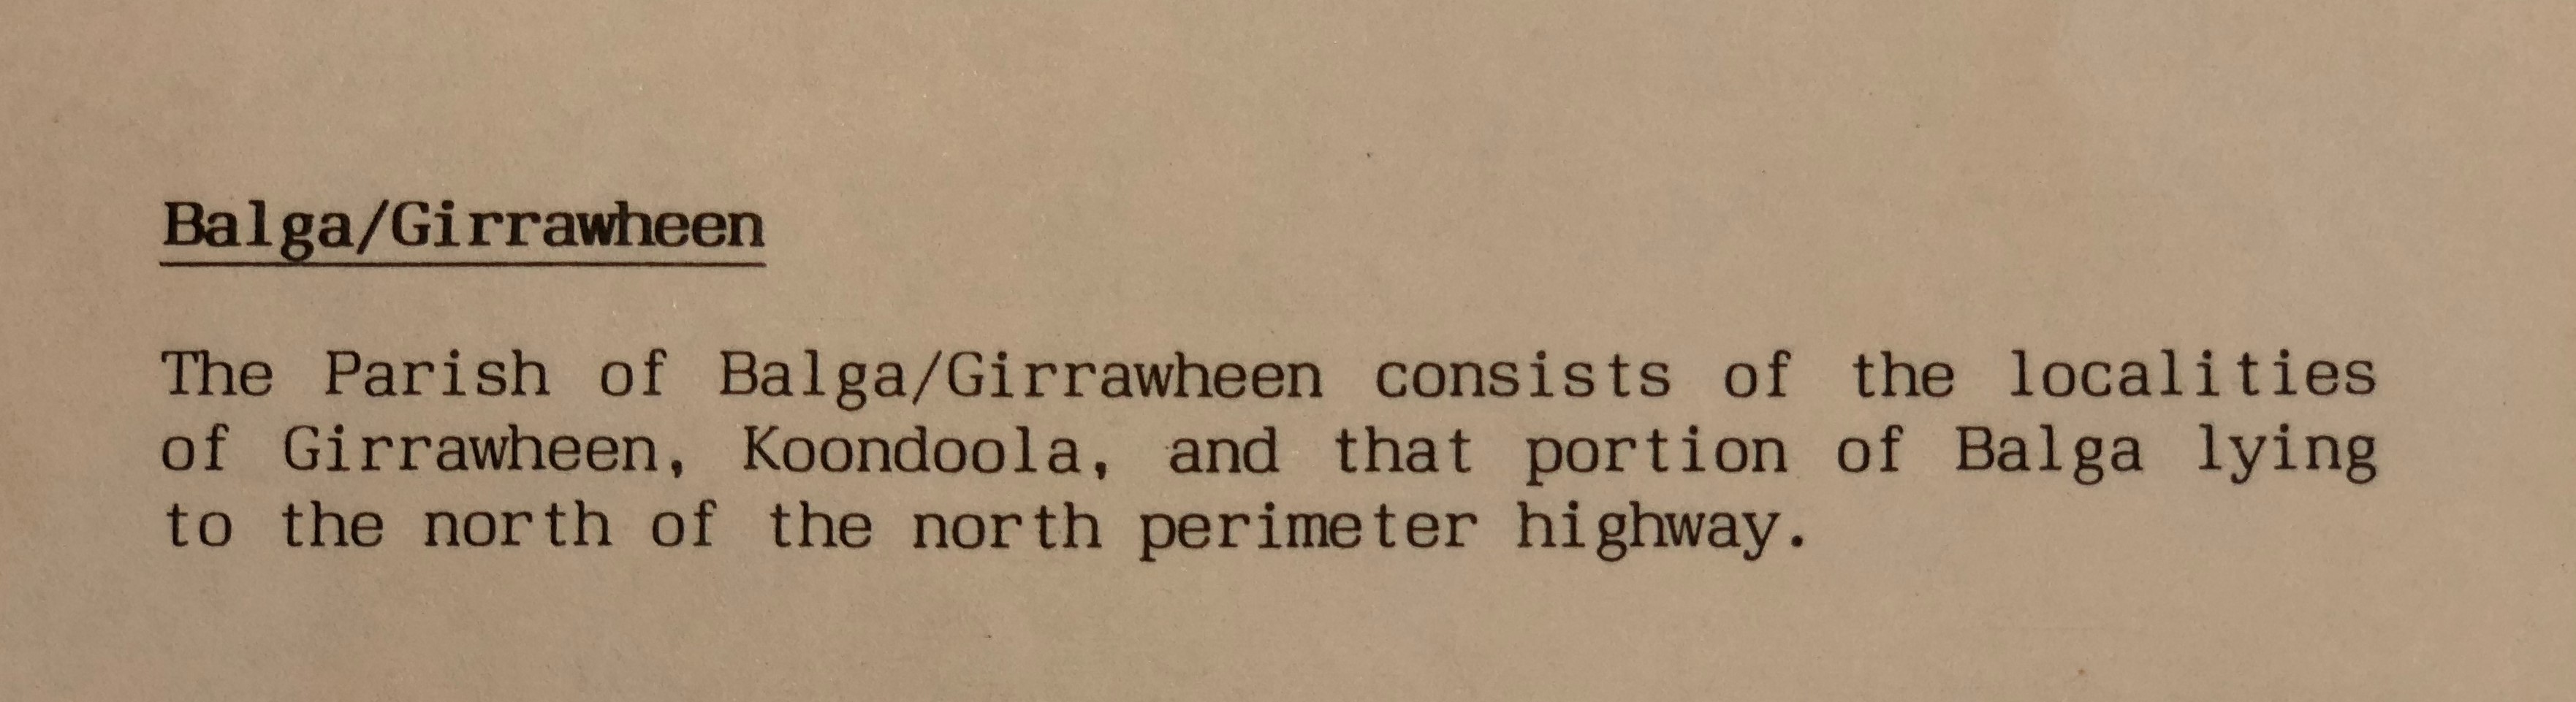 Balga/Girrawheen
The Parish of Balga/Girrawheen consists of the localities
of Girrawheen, Koondoola, and that portion of Balga lying
to the north of the north perimeter highway.